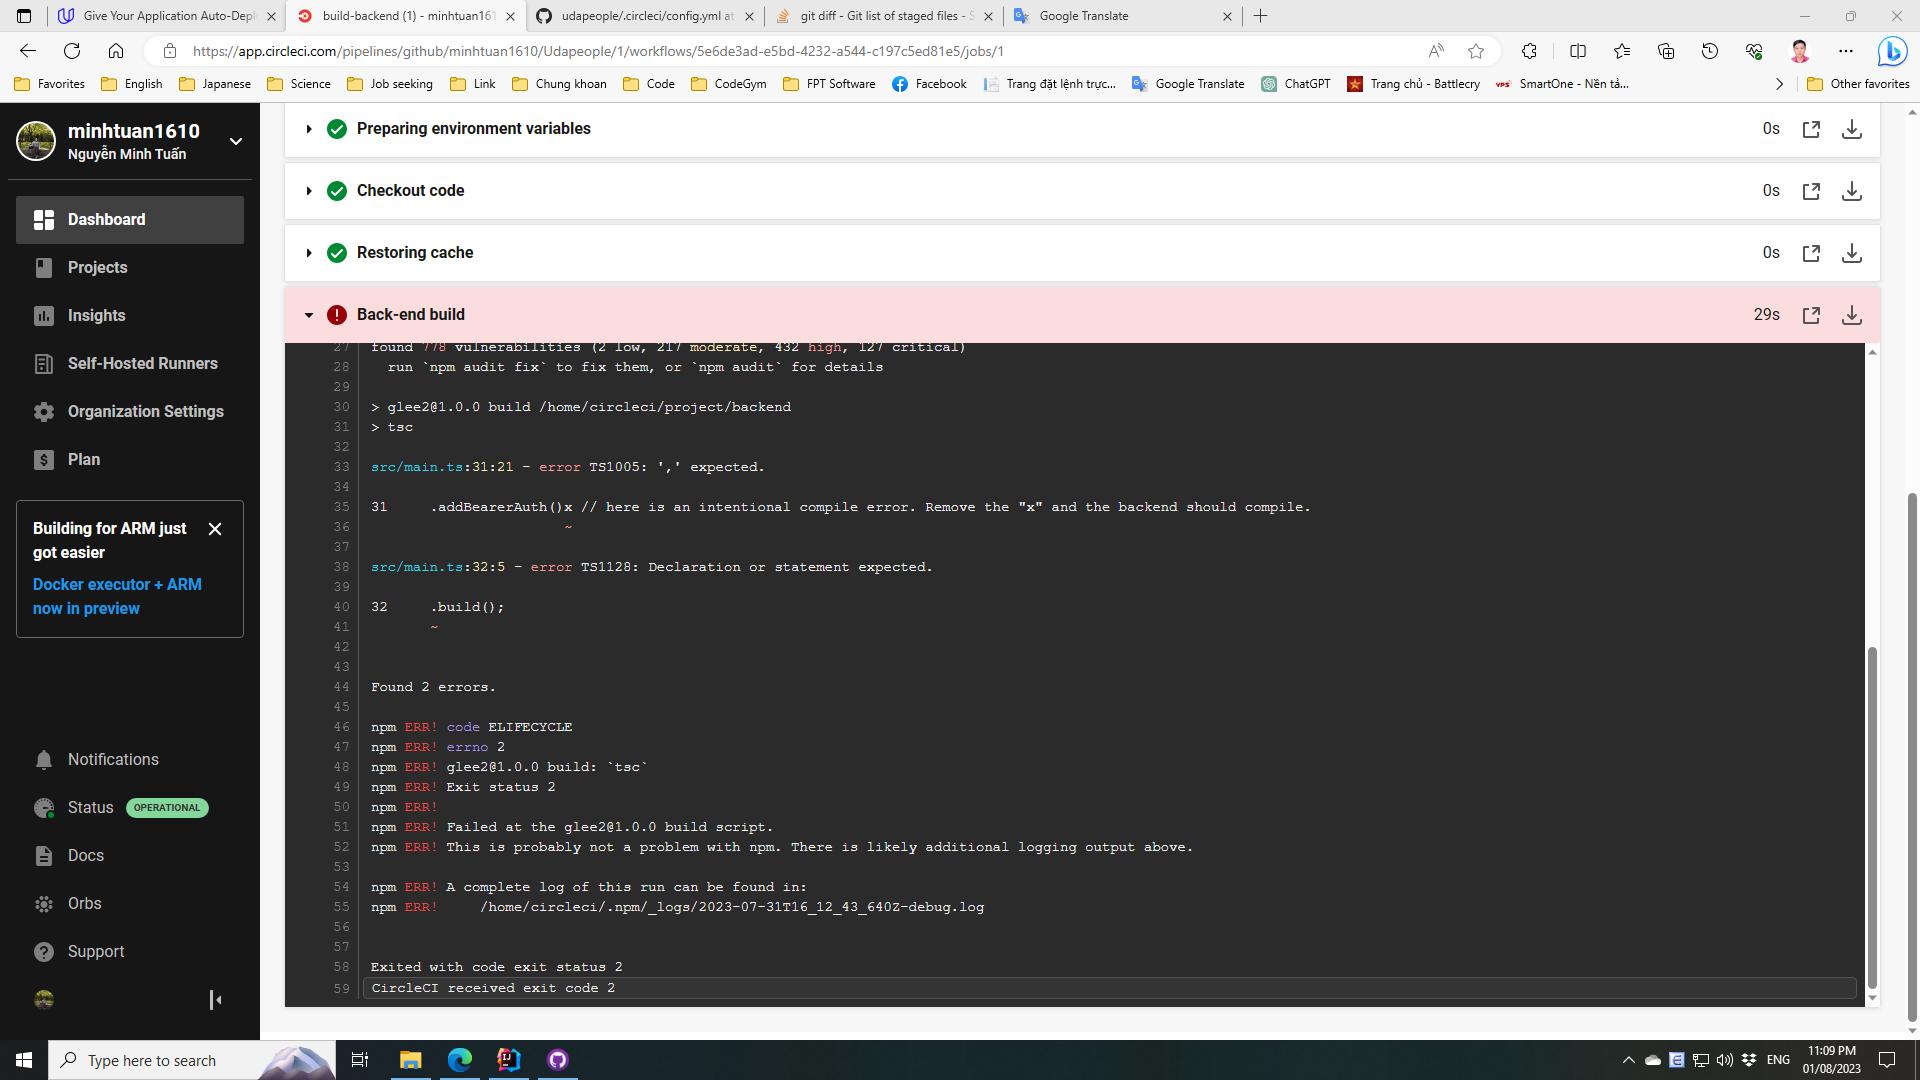 Give Your Application Auto-Depl
build-backend (1) - minhtuan161
udapeople/.circleci/config.yml at
git diff - Git list of staged files - S
Google Translate
https://app.circleci.com/pipelines/github/minhtuan1610/Udapeople/1/workflows/5e6de3ad-e5bd-4232-a544-c197c5ed81e5/jobs/1
Favorites
English
Japanese
Science
Job seeking
Link
Chung khoan
Code
CodeGym
FPT Software
Facebook
Trang đặt lệnh trực...
Google Translate
ChatGPT
Trang chủ - Battlecry
VPS
SmartOne - Nền tả...
Other favorites
minhtuan1610
Nguyễn Minh Tuấn
Dashboard
Projects
Insights
Self-Hosted Runners
Organization Settings
Plan
Building for ARM just
got easier
Docker executor + ARM
now in preview
Notifications
Status OPERATIONAL
Docs
Orbs
Support
Preparing environment variables 0s
Checkout code 0s
Restoring cache 0s
Back-end build 29s
27 found 778 vulnerabilities (2 low, 217 moderate, 432 high, 127 critical)
28 run `npm audit fix` to fix them, or `npm audit` for details
29
30 > glee2@1.0.0 build /home/circleci/project/backend
31 > tsc
32
33 src/main.ts:31:21 - error TS1005: ',' expected.
34
35 31 .addBearerAuth()x // here is an intentional compile error. Remove the "x" and the backend should compile.
36 ~
37
38 src/main.ts:32:5 - error TS1128: Declaration or statement expected.
39
40 32 .build();
41 ~
42
43
44 Found 2 errors.
45
46 npm ERR! code ELIFECYCLE
47 npm ERR! errno 2
48 npm ERR! glee2@1.0.0 build: `tsc`
49 npm ERR! Exit status 2
50 npm ERR!
51 npm ERR! Failed at the glee2@1.0.0 build script.
52 npm ERR! This is probably not a problem with npm. There is likely additional logging output above.
53
54 npm ERR! A complete log of this run can be found in:
55 npm ERR! /home/circleci/.npm/_logs/2023-07-31T16_12_43_640Z-debug.log
56
57
58 Exited with code exit status 2
59 CircleCI received exit code 2
Type here to search
ENG
11:09 PM
01/08/2023